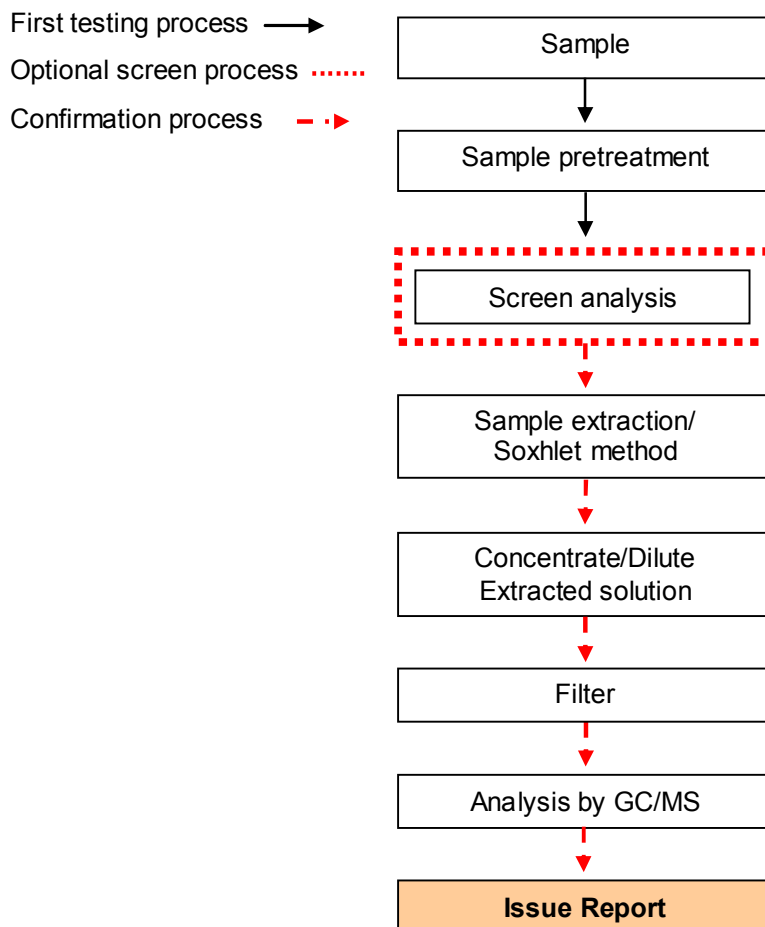 First testing process
Optional screen process
Confirmation process
Sample
Sample pretreatment
Screen analysis
Sample extraction/
Soxhlet method
Concentrate/Dilute
Extracted solution
Filter
Analysis by GC/MS
Issue Report